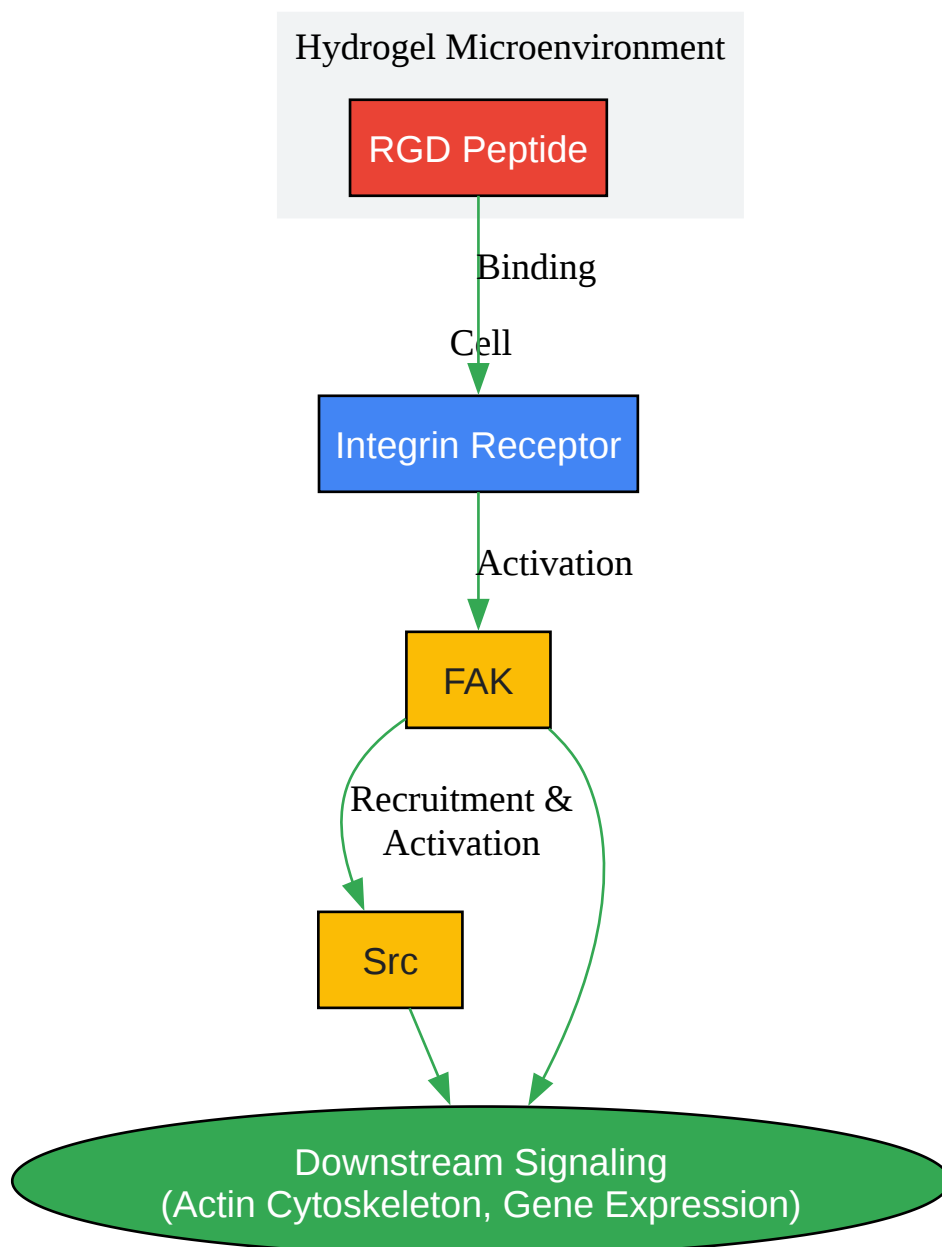 Hydrogel Microenvironment
RGD Peptide
Binding
Cell
Integrin Receptor
Activation
FAK
Recruitment &
Activation
Src
Downstream Signaling
(Actin Cytoskeleton, Gene Expression)